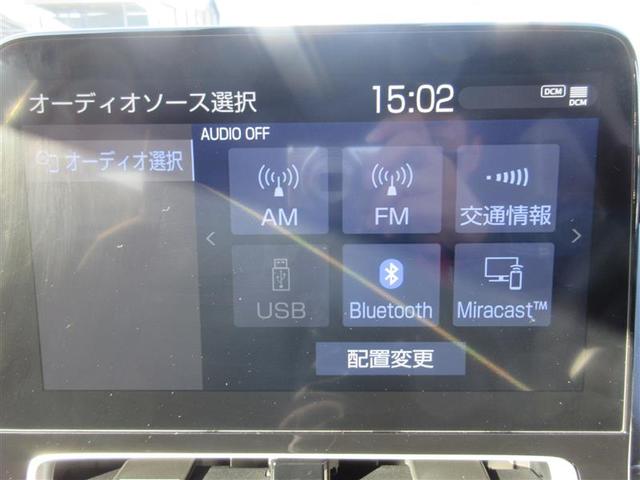 オーディオソース選択 15:02 DCM DCM
AUDIO OFF
オーディオ選択
AM FM 交通情報
USB Bluetooth Miracast™
配置変更